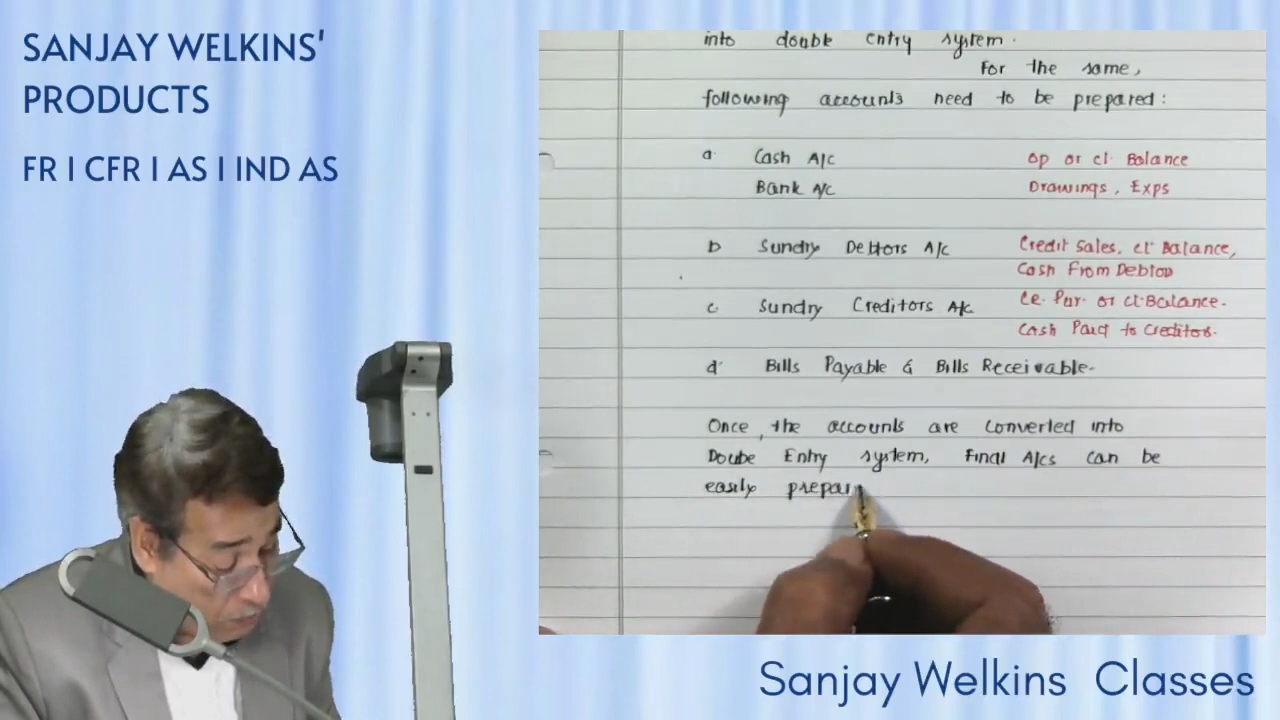 SANJAY WELKINS'
PRODUCTS
FR I CFR I AS I IND AS
into double entry system.
For the same,
following accounts need to be prepared:
a. Cash A/c Op or cl. Balance
Bank A/c Drawings, Exps
b Sundry Debtors A/c Credit Sales, cl. Balance,
Cash From Debtors
c. Sundry Creditors A/c Ce. Pur. or cl. Balance.
Cash Paid to Creditors.
d. Bills Payable & Bills Receivable.
Once, the accounts are converted into
Doube Entry system, Final A/cs can be
easily prepar
Sanjay Welkins Classes